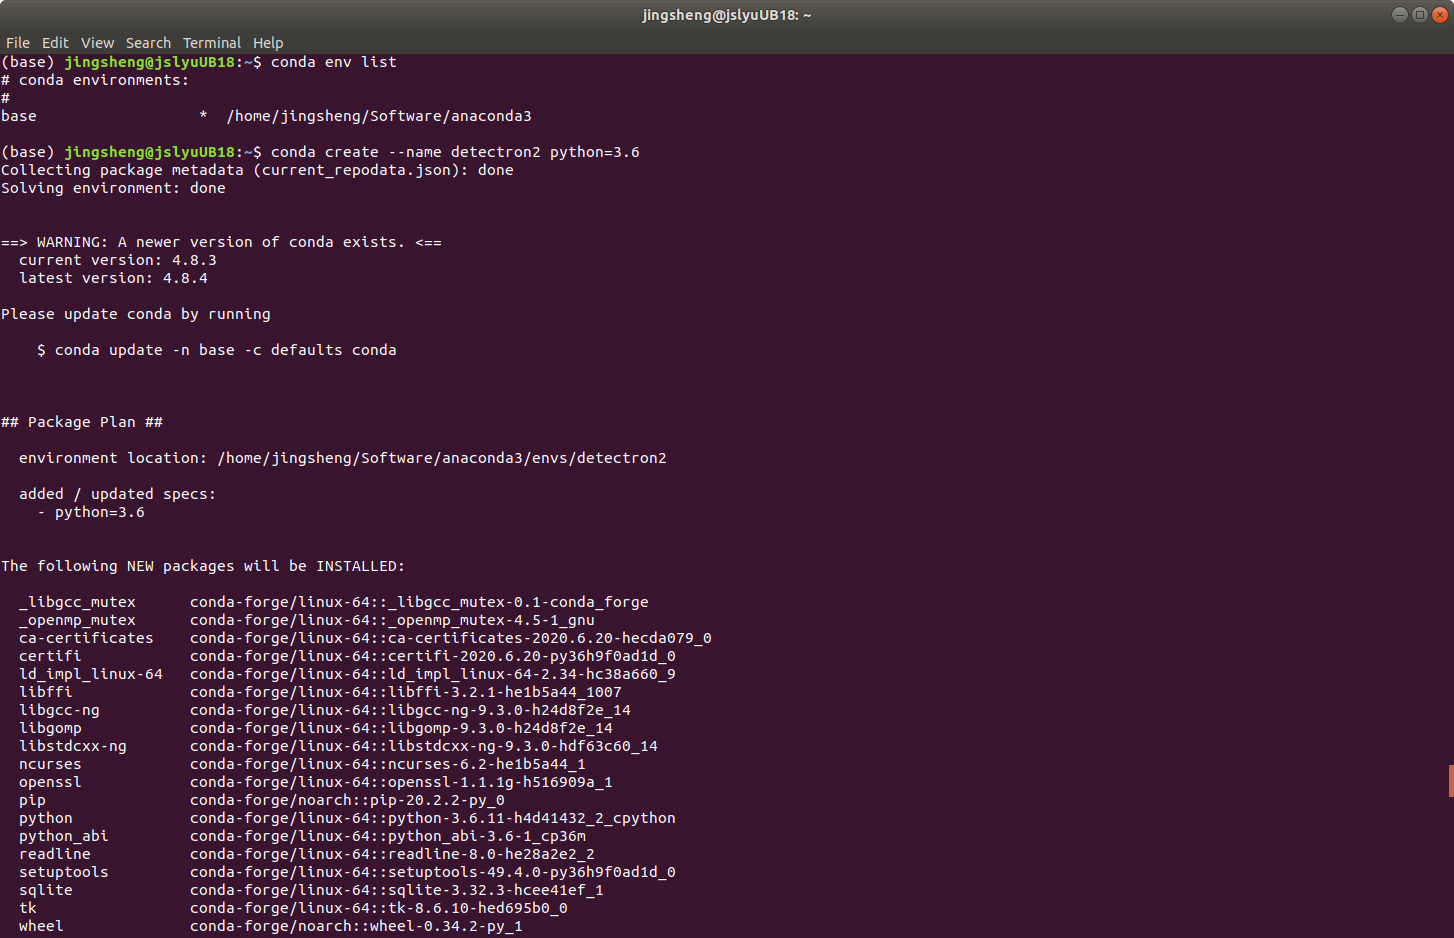 jingsheng@jslyuUB18: ~
File Edit View Search Terminal Help
(base) jingsheng@jslyuUB18:~$ conda env list
# conda environments:
#
base                  *  /home/jingsheng/Software/anaconda3
(base) jingsheng@jslyuUB18:~$ conda create --name detectron2 python=3.6
Collecting package metadata (current_repodata.json): done
Solving environment: done
==> WARNING: A newer version of conda exists. <==
  current version: 4.8.3
  latest version: 4.8.4
Please update conda by running
    $ conda update -n base -c defaults conda
## Package Plan ##
  environment location: /home/jingsheng/Software/anaconda3/envs/detectron2
  added / updated specs:
    - python=3.6
The following NEW packages will be INSTALLED:
  _libgcc_mutex      conda-forge/linux-64::_libgcc_mutex-0.1-conda_forge
  _openmp_mutex      conda-forge/linux-64::_openmp_mutex-4.5-1_gnu
  ca-certificates    conda-forge/linux-64::ca-certificates-2020.6.20-hecda079_0
  certifi            conda-forge/linux-64::certifi-2020.6.20-py36h9f0ad1d_0
  ld_impl_linux-64   conda-forge/linux-64::ld_impl_linux-64-2.34-hc38a660_9
  libffi             conda-forge/linux-64::libffi-3.2.1-he1b5a44_1007
  libgcc-ng          conda-forge/linux-64::libgcc-ng-9.3.0-h24d8f2e_14
  libgomp            conda-forge/linux-64::libgomp-9.3.0-h24d8f2e_14
  libstdcxx-ng       conda-forge/linux-64::libstdcxx-ng-9.3.0-hdf63c60_14
  ncurses            conda-forge/linux-64::ncurses-6.2-he1b5a44_1
  openssl            conda-forge/linux-64::openssl-1.1.1g-h516909a_1
  pip                conda-forge/noarch::pip-20.2.2-py_0
  python             conda-forge/linux-64::python-3.6.11-h4d41432_2_cpython
  python_abi         conda-forge/linux-64::python_abi-3.6-1_cp36m
  readline           conda-forge/linux-64::readline-8.0-he28a2e2_2
  setuptools         conda-forge/linux-64::setuptools-49.4.0-py36h9f0ad1d_0
  sqlite             conda-forge/linux-64::sqlite-3.32.3-hcee41ef_1
  tk                 conda-forge/linux-64::tk-8.6.10-hed695b0_0
  wheel              conda-forge/noarch::wheel-0.34.2-py_1